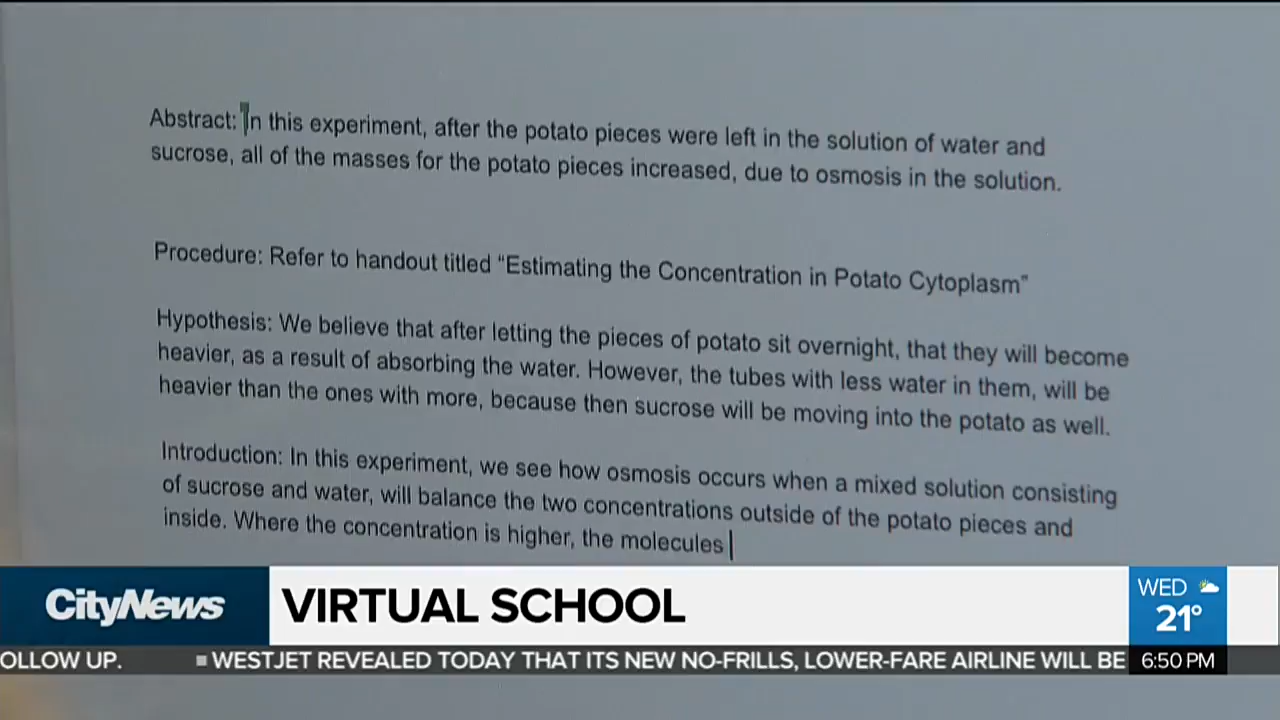 Abstract: In this experiment, after the potato pieces were left in the solution of water and
sucrose, all of the masses for the potato pieces increased, due to osmosis in the solution.
Procedure: Refer to handout titled “Estimating the Concentration in Potato Cytoplasm”
Hypothesis: We believe that after letting the pieces of potato sit overnight, that they will become
heavier, as a result of absorbing the water. However, the tubes with less water in them, will be
heavier than the ones with more, because then sucrose will be moving into the potato as well.
Introduction: In this experiment, we see how osmosis occurs when a mixed solution consisting
of sucrose and water, will balance the two concentrations outside of the potato pieces and
inside. Where the concentration is higher, the molecules
CityNews
VIRTUAL SCHOOL
WED
21°
OLLOW UP. ■ WESTJET REVEALED TODAY THAT ITS NEW NO-FRILLS, LOWER-FARE AIRLINE WILL BE
6:50 PM